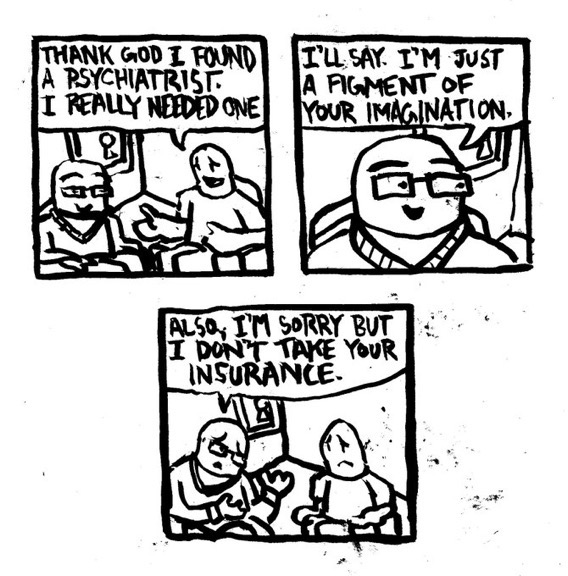 THANK GOD I FOUND
A PSYCHIATRIST.
I REALLY NEEDED ONE
I'LL SAY. I'M JUST
A FIGMENT OF
YOUR IMAGINATION.
ALSO, I'M SORRY BUT
I DON'T TAKE YOUR
INSURANCE.